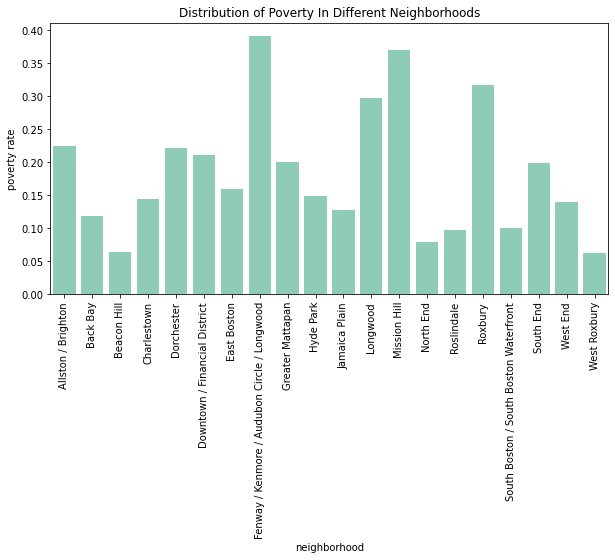 Distribution of Poverty In Different Neighborhoods
0.40
0.35
0.30
0.25
0.20
0.15
0.10
0.05
0.00
poverty rate
Allston / Brighton
Back Bay
Beacon Hill
Charlestown
Dorchester
Downtown / Financial District
East Boston
Fenway / Kenmore / Audubon Circle / Longwood
Greater Mattapan
Hyde Park
Jamaica Plain
Longwood
Mission Hill
North End
Roslindale
Roxbury
South Boston / South Boston Waterfront
South End
West End
West Roxbury
neighborhood